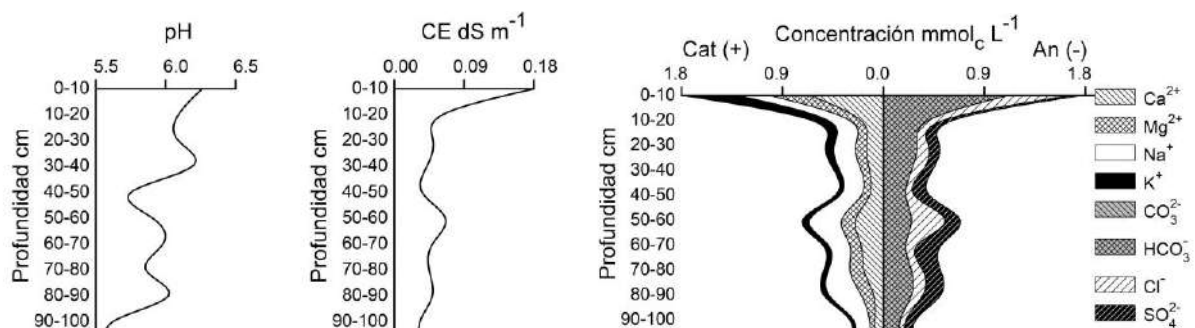 pH
5.5 6.0 6.5
Profundidad cm
0-10
10-20
20-30
30-40
40-50
50-60
60-70
70-80
80-90
90-100
CE dS m⁻¹
0.00 0.09 0.18
Profundidad cm
0-10
10-20
20-30
30-40
40-50
50-60
60-70
70-80
80-90
90-100
Concentración mmol_c L⁻¹
Cat (+) An (-)
1.8 0.9 0.0 0.9 1.8
Profundidad cm
0-10
10-20
20-30
30-40
40-50
50-60
60-70
70-80
80-90
90-100
Ca²⁺
Mg²⁺
Na⁺
K⁺
CO₃²⁻
HCO₃⁻
Cl⁻
SO₄²⁻